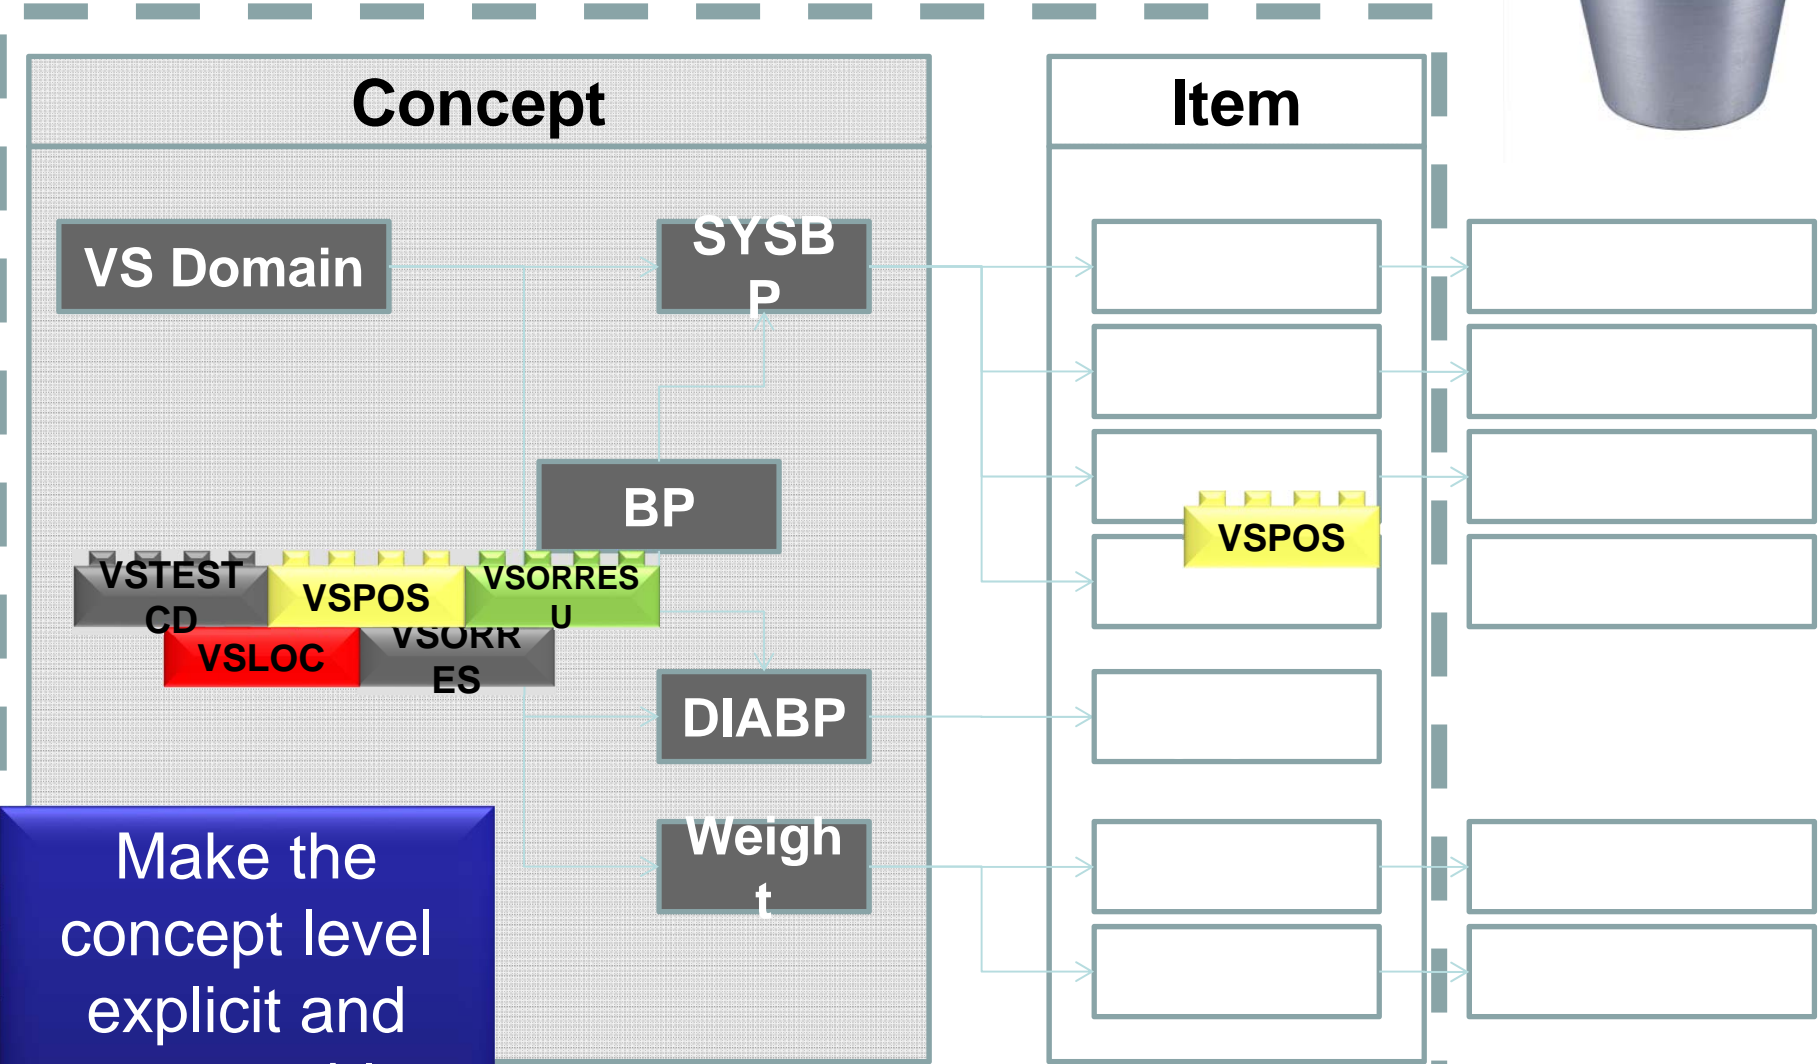 Concept
Item
VS Domain
SYSB
P
BP
VSTEST
CD
VSPOS
VSORRES
U
VSPOS
VSLOC
VSORR
ES
DIABP
Weigh
t
Make the
concept level
explicit and